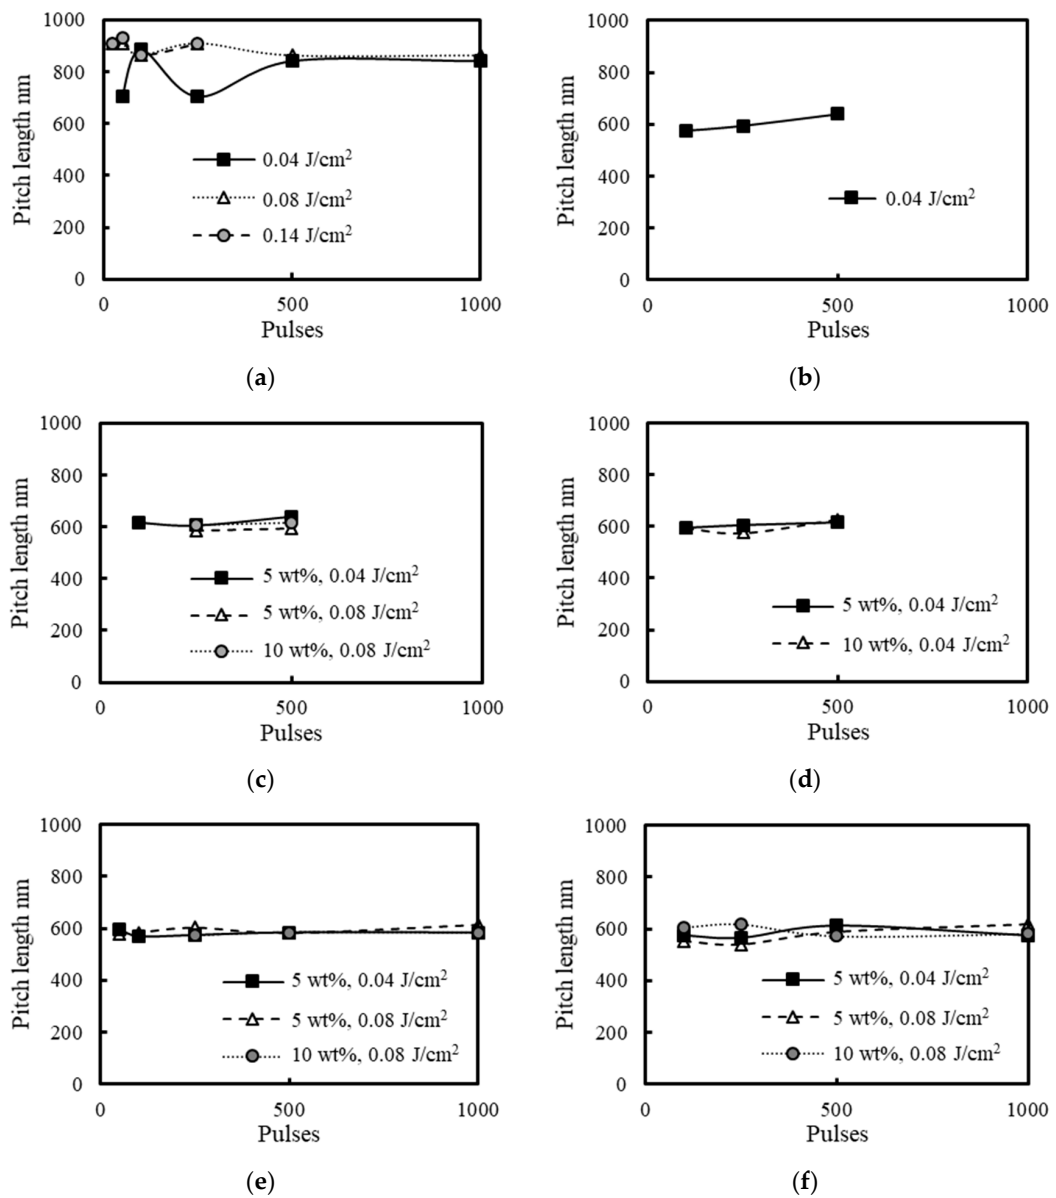 1000
800
600
400
200
0
Pitch length nm
0.04 J/cm²
0.08 J/cm²
0.14 J/cm²
0 500 1000
Pulses
(a)
1000
800
600
400
200
0
Pitch length nm
0.04 J/cm²
0 500 1000
Pulses
(b)
1000
800
600
400
200
0
Pitch length nm
5 wt%, 0.04 J/cm²
5 wt%, 0.08 J/cm²
10 wt%, 0.08 J/cm²
0 500 1000
Pulses
(c)
1000
800
600
400
200
0
Pitch length nm
5 wt%, 0.04 J/cm²
10 wt%, 0.04 J/cm²
0 500 1000
Pulses
(d)
1000
800
600
400
200
0
Pitch length nm
5 wt%, 0.04 J/cm²
5 wt%, 0.08 J/cm²
10 wt%, 0.08 J/cm²
0 500 1000
Pulses
(e)
1000
800
600
400
200
0
Pitch length nm
5 wt%, 0.04 J/cm²
5 wt%, 0.08 J/cm²
10 wt%, 0.08 J/cm²
0 500 1000
Pulses
(f)